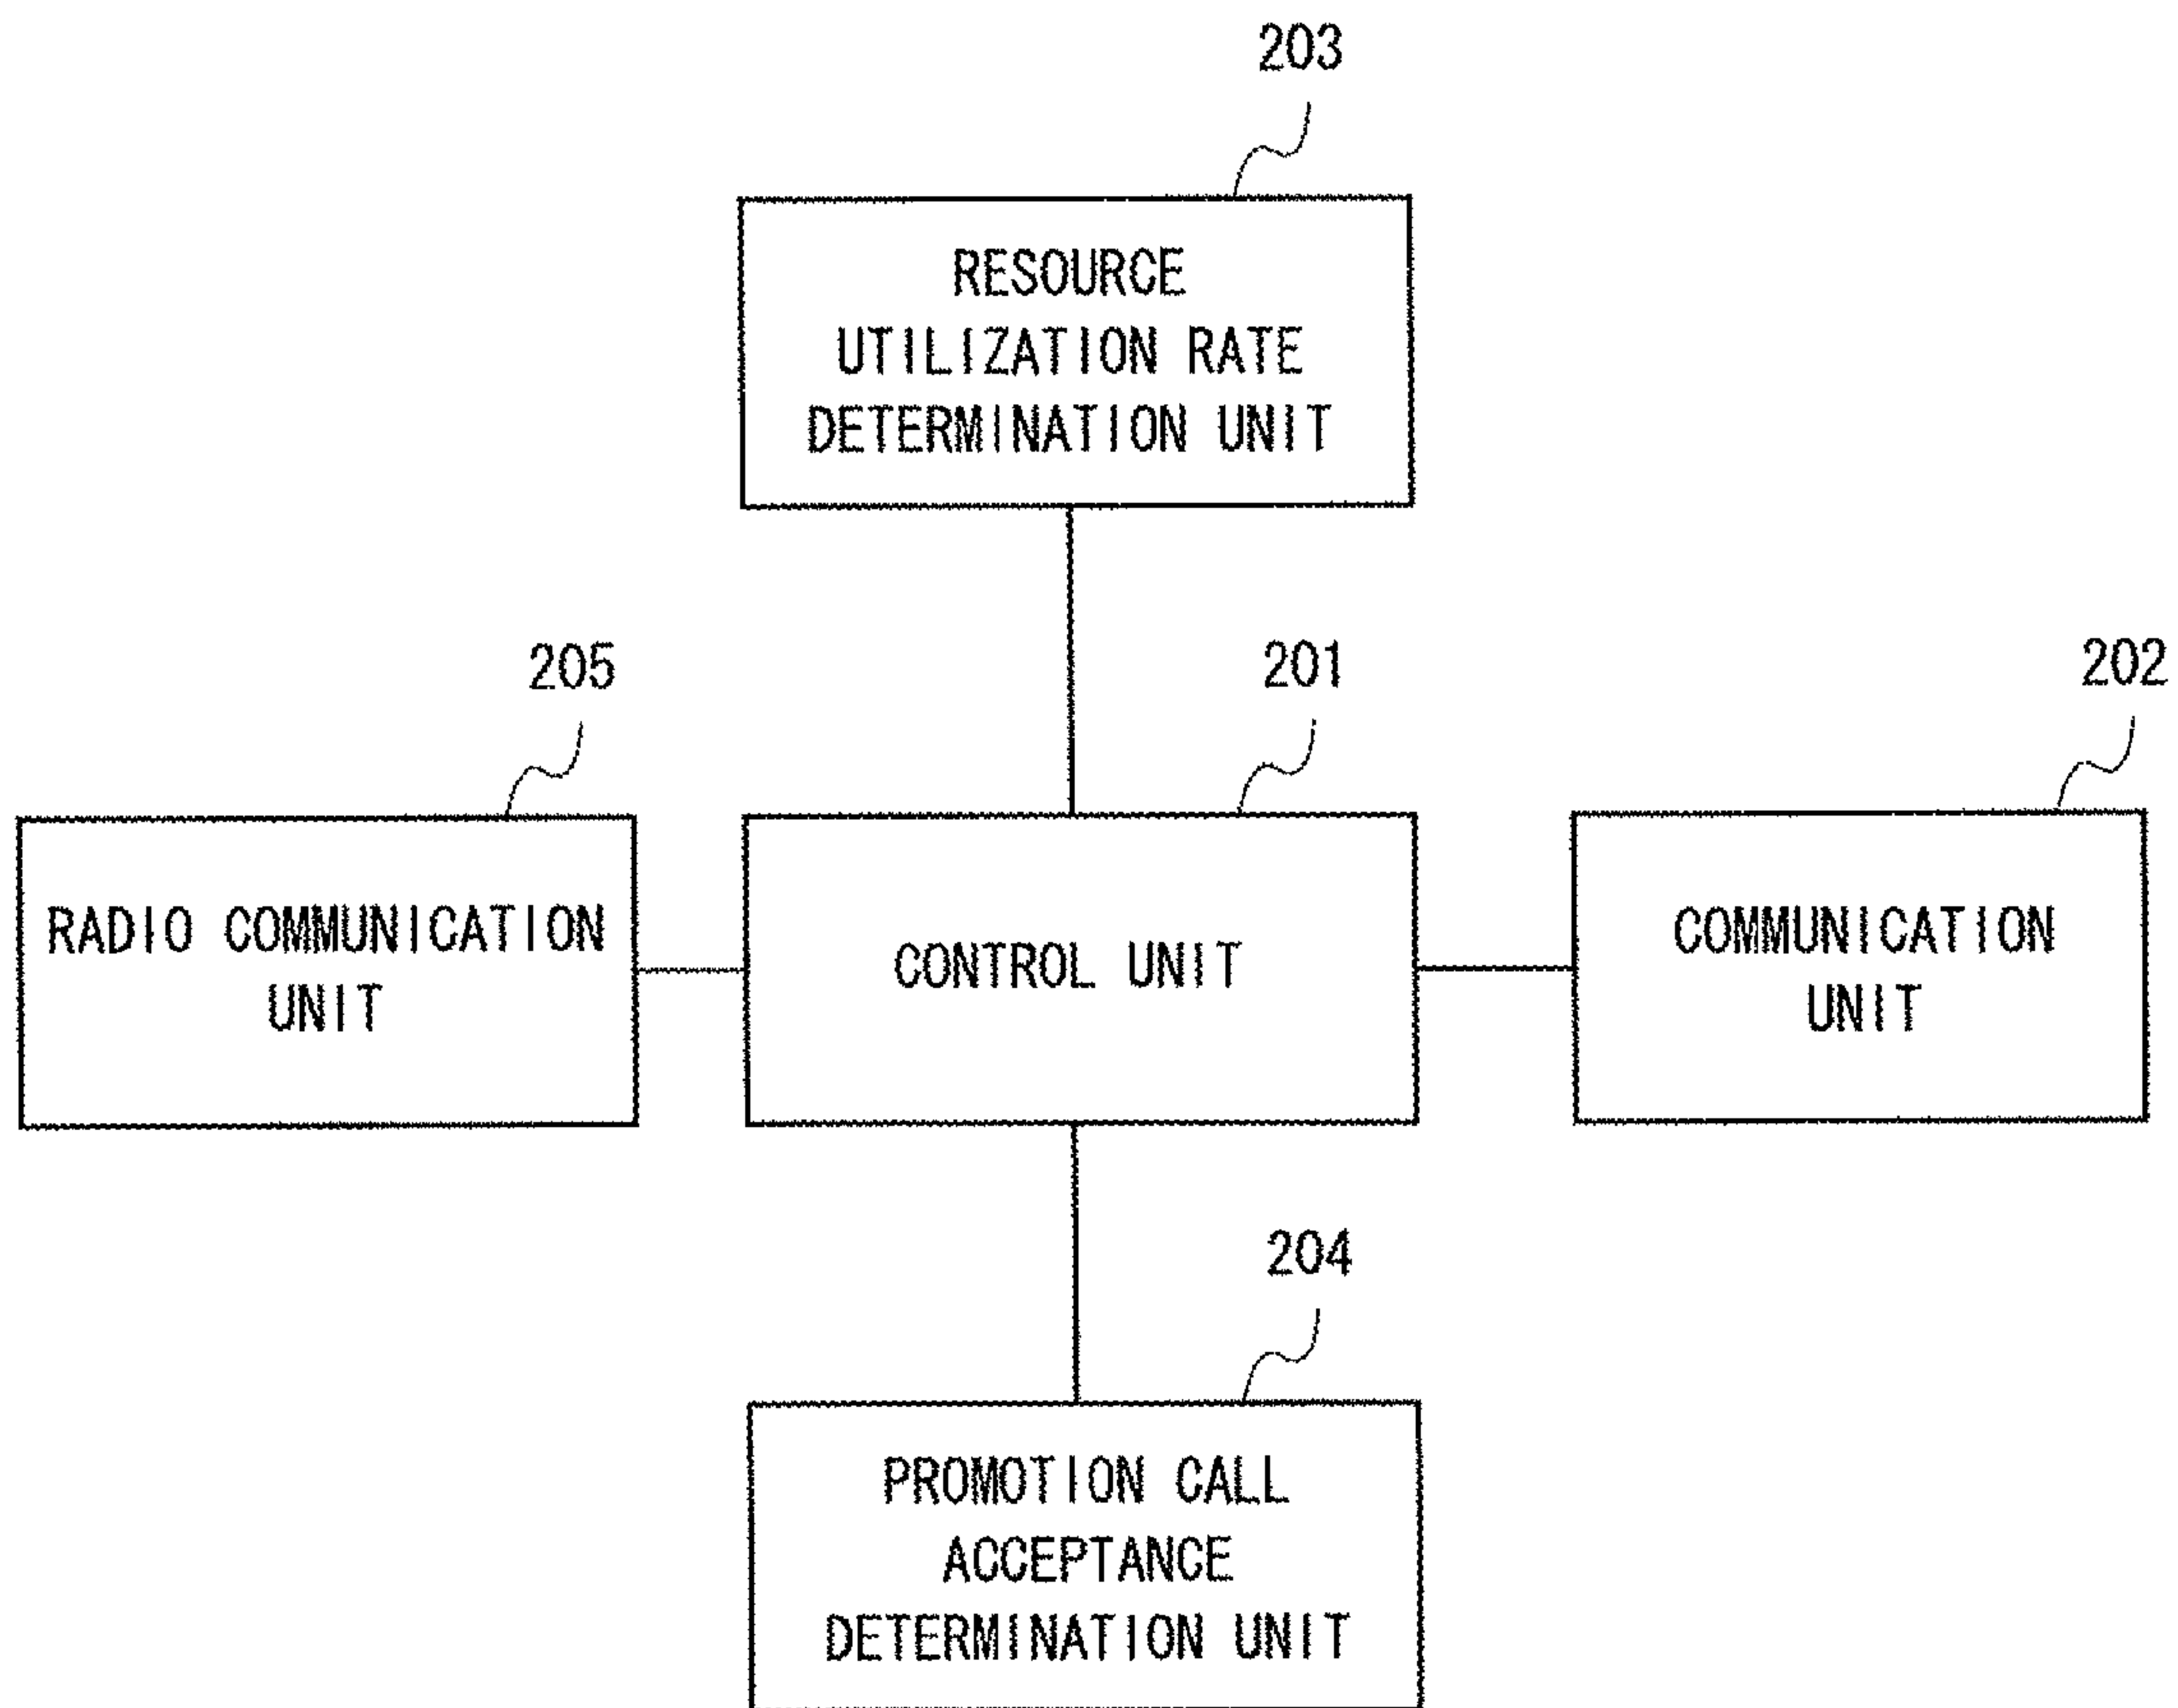 203
RESOURCE
UTILIZATION RATE
DETERMINATION UNIT
205
201
202
RADIO COMMUNICATION
UNIT
CONTROL UNIT
COMMUNICATION
UNIT
204
PROMOTION CALL
ACCEPTANCE
DETERMINATION UNIT